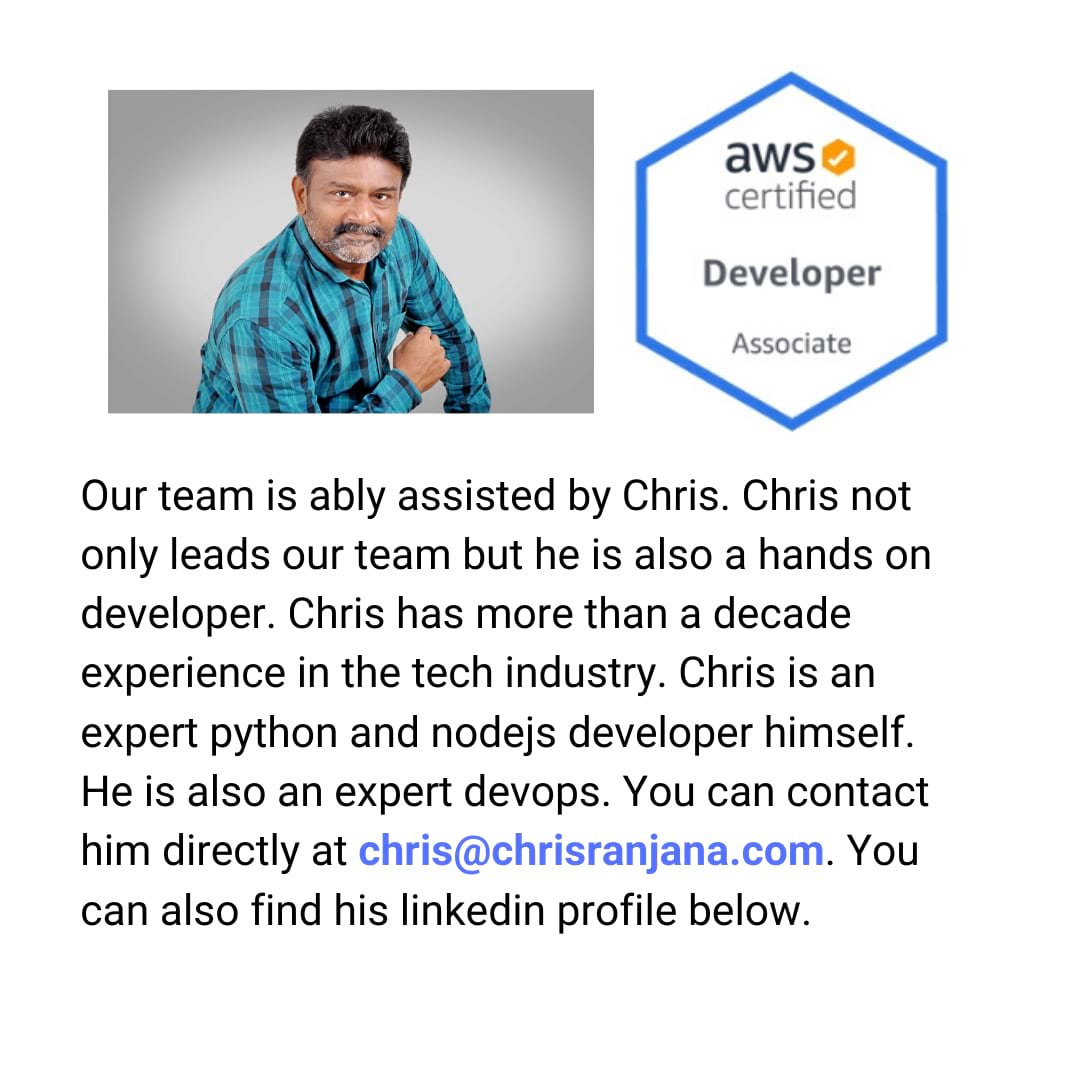 aws
certified
Developer
Associate
Our team is ably assisted by Chris. Chris not
only leads our team but he is also a hands on
developer. Chris has more than a decade
experience in the tech industry. Chris is an
expert python and nodejs developer himself.
He is also an expert devops. You can contact
him directly at chris@chrisranjana.com. You
can also find his linkedin profile below.